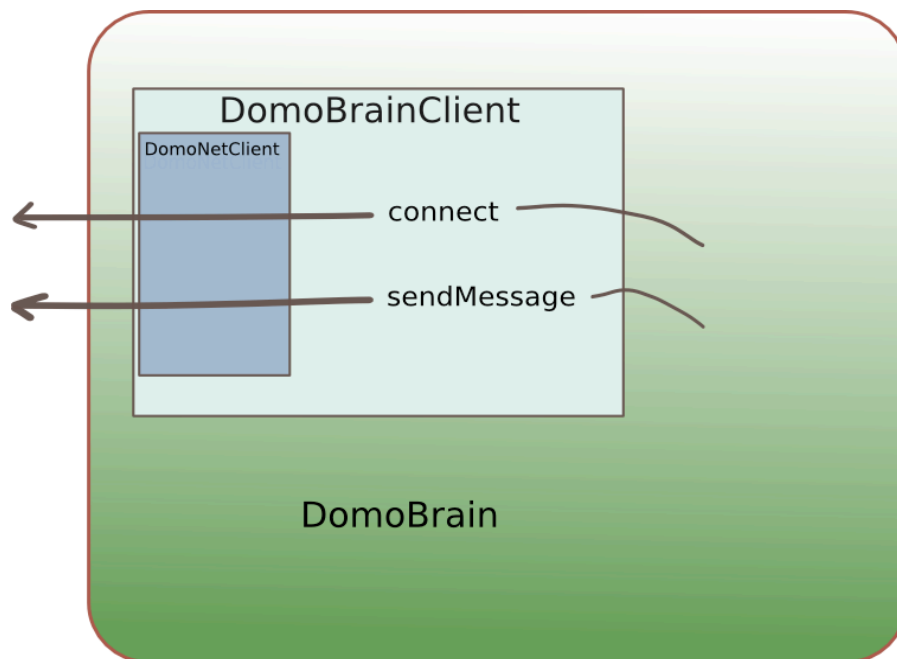 DomoBrainClient
DomoNetClient
connect
sendMessage
DomoBrain